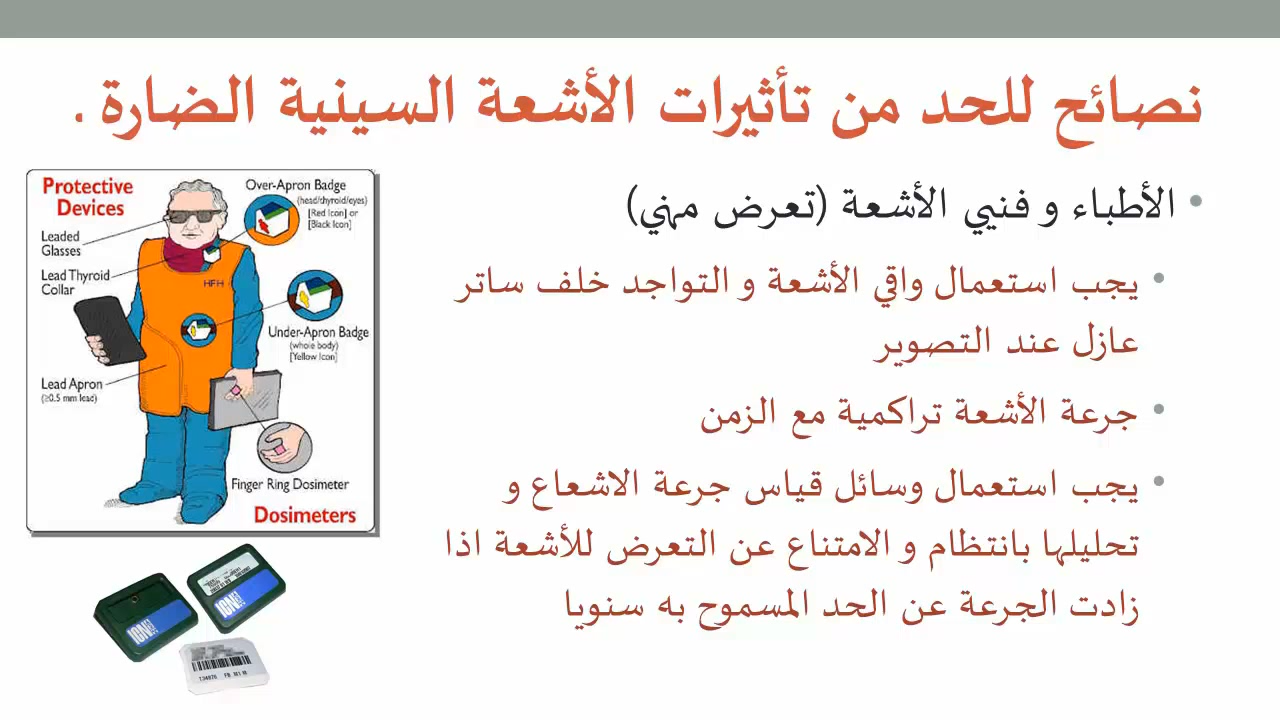 نصائح للحد من تأثيرات الأشعة السينية الضارة .
• الأطباء و فنيي الأشعة (تعرض مهني)
• يجب استعمال واقي الأشعة و التواجد خلف ساتر
عازل عند التصوير
• جرعة الأشعة تراكمية مع الزمن
• يجب استعمال وسائل قياس جرعة الاشعاع و
تحليلها بانتظام و الامتناع عن التعرض للأشعة اذا
زادت الجرعة عن الحد المسموح به سنويا
Protective
Devices
Leaded
Glasses
Lead Thyroid
Collar
Lead Apron
(≥0.5 mm lead)
Over-Apron Badge
(head/thyroid/eyes)
[Red Icon] or
[Black Icon]
HFH
Under-Apron Badge
(whole body)
[Yellow Icon]
Finger Ring Dosimeter
Dosimeters